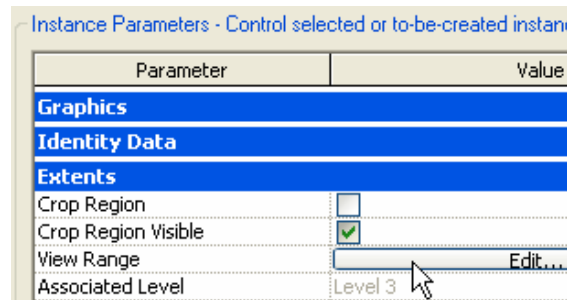 Instance Parameters - Control selected or to-be-created
Parameter Value
Graphics
Identity Data
Extents
Crop Region
Crop Region Visible
View Range Edit...
Associated Level Level 3